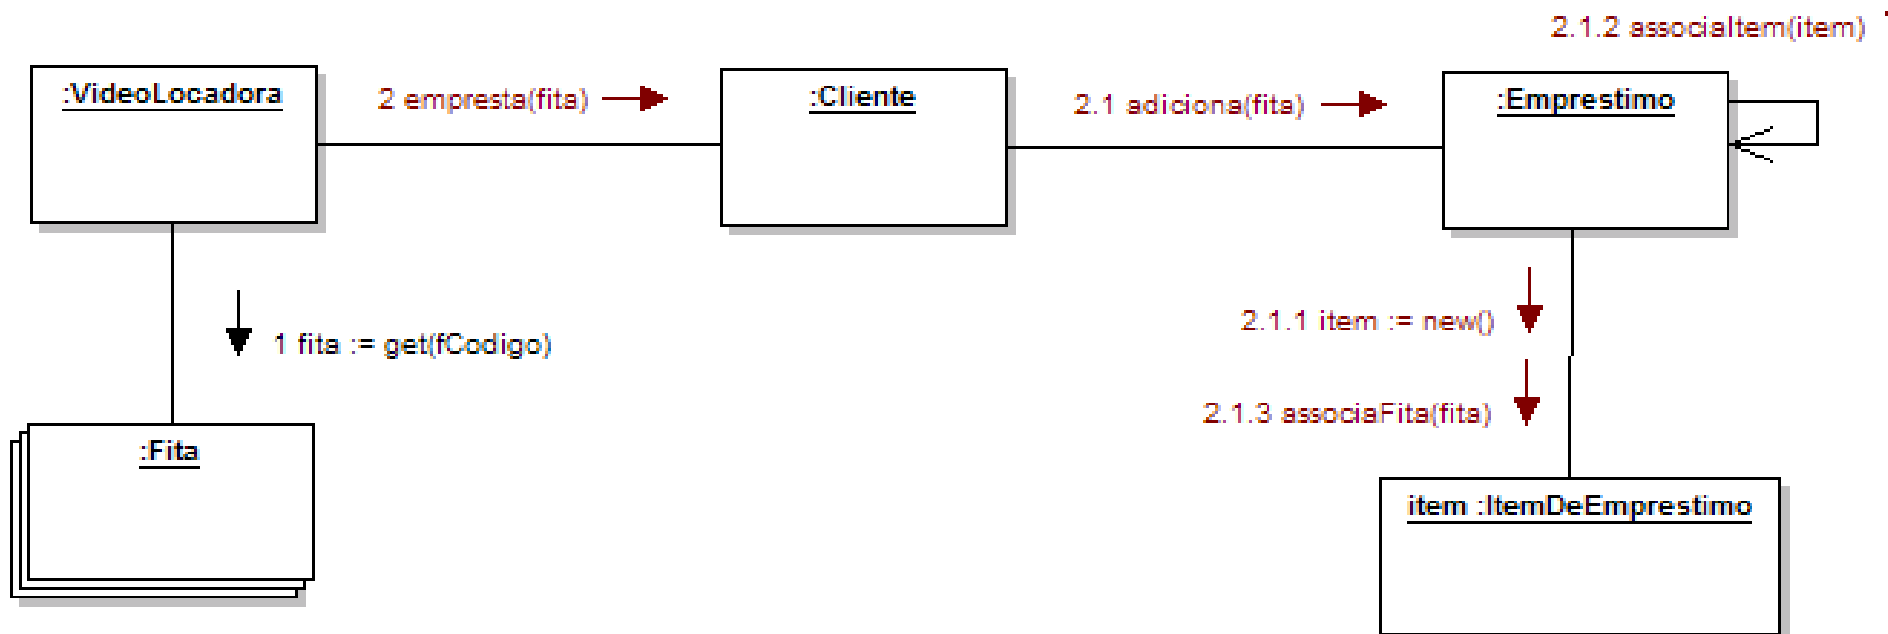 2.1.2 associaItem(item)
:VideoLocadora
2 empresta(fita)
:Cliente
2.1 adiciona(fita)
:Emprestimo
1 fita := get(fCodigo)
2.1.1 item := new()
2.1.3 associaFita(fita)
:Fita
item :ItemDeEmprestimo